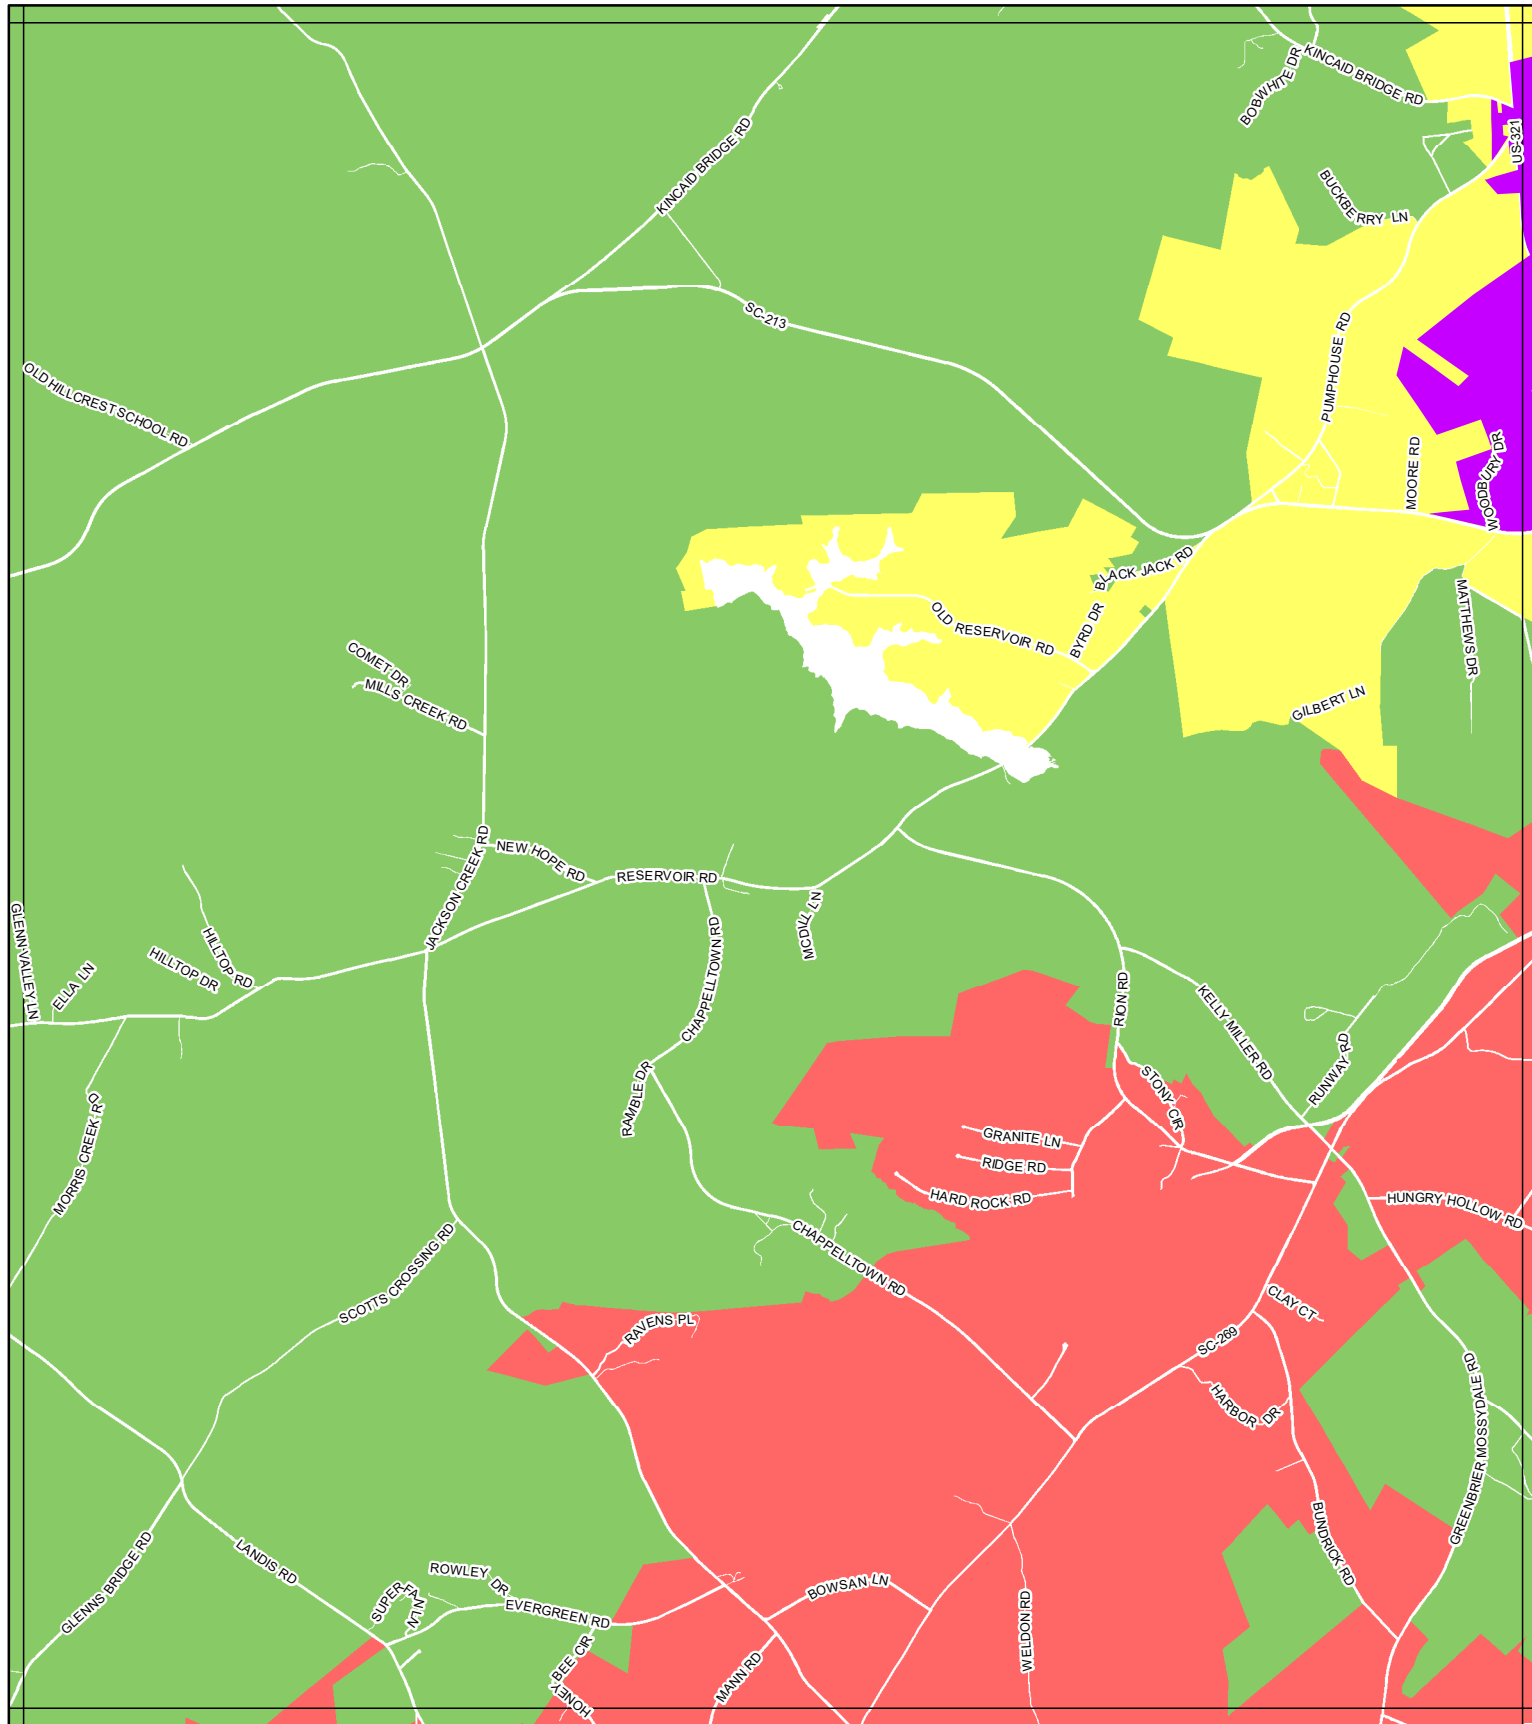 KINCAID BRIDGE RD
BOBWHITE DR
US-321
KINCAID BRIDGE RD
BUCKBERRY LN
SC-213
PUMPHOUSE RD
OLD HILLCREST SCHOOL RD
MOORE RD
WOODBURY DR
BLACK JACK RD
OLD RESERVOIR RD
BYRD DR
MATTHEWS DR
COMET DR
MILLS CREEK RD
GILBERT LN
JACKSON CREEK RD
NEW HOPE RD
RESERVOIR RD
MCDILL LN
CHAPPELLTOWN RD
GLENN VALLEY LN
ELLA LN
HILLTOP DR
HILLTOP RD
RION RD
KELLY MILLER RD
RUNWAY RD
RAMBLE DR
STONY CIR
MORRIS CREEK RD
GRANITE LN
RIDGE RD
HARD ROCK RD
HUNGRY HOLLOW RD
SCOTTS CROSSING RD
CHAPPELLTOWN RD
RAVENS PL
CLAY CT
SC-269
HARBOR DR
GREENBRIER MOSSYDALE RD
BUNDRICK RD
GLENNS BRIDGE RD
LANDIS RD
ROWLEY DR
SUPER FA LN LN
EVERGREEN RD
BOWSAN LN
WELDON RD
HONEY BEE CIR
MANN RD